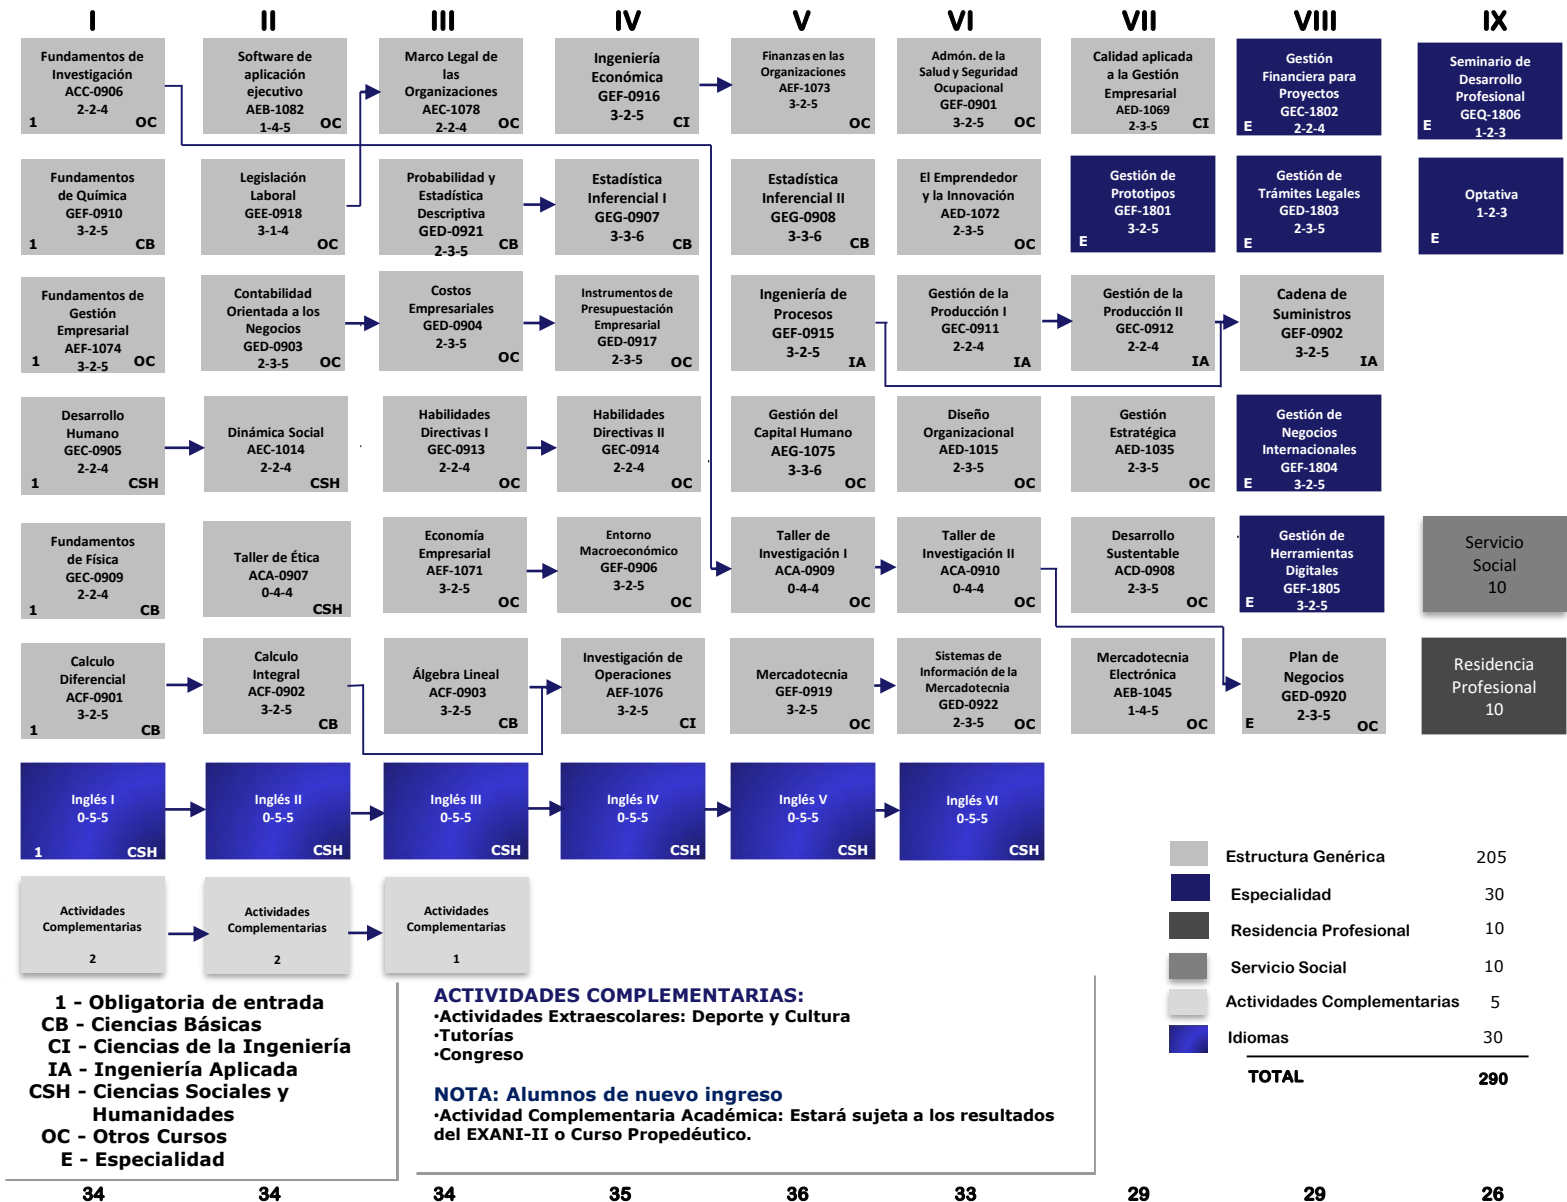 I II III IV V VI VII VIII IX
Fundamentos de
Investigación
ACC-0906
2-2-4
1 OC
Software de
aplicación
ejecutivo
AEB-1082
1-4-5
OC
Marco Legal de
las
Organizaciones
AEC-1078
2-2-4
OC
Ingeniería
Económica
GEF-0916
3-2-5
CI
Finanzas en las
Organizaciones
AEF-1073
3-2-5
OC
Admón. de la
Salud y Seguridad
Ocupacional
GEF-0901
3-2-5
OC
Calidad aplicada
a la Gestión
Empresarial
AED-1069
2-3-5
CI
Gestión
Financiera para
Proyectos
GEC-1802
2-2-4
E
Seminario de
Desarrollo
Profesional
GEQ-1806
1-2-3
E
Fundamentos
de Química
GEF-0910
3-2-5
1 CB
Legislación
Laboral
GEE-0918
3-1-4
OC
Probabilidad y
Estadística
Descriptiva
GED-0921
2-3-5
CB
Estadística
Inferencial I
GEG-0907
3-3-6
CB
Estadística
Inferencial II
GEG-0908
3-3-6
CB
El Emprendedor
y la Innovación
AED-1072
2-3-5
OC
Gestión de
Prototipos
GEF-1801
3-2-5
E
Gestión de
Trámites Legales
GED-1803
2-3-5
E
Optativa
1-2-3
E
Fundamentos de
Gestión
Empresarial
AEF-1074
3-2-5
1 OC
Contabilidad
Orientada a los
Negocios
GED-0903
2-3-5
OC
Costos
Empresariales
GED-0904
2-3-5
OC
Instrumentos de
Presupuestación
Empresarial
GED-0917
2-3-5
OC
Ingeniería de
Procesos
GEF-0915
3-2-5
IA
Gestión de la
Producción I
GEC-0911
2-2-4
IA
Gestión de la
Producción II
GEC-0912
2-2-4
IA
Cadena de
Suministros
GEF-0902
3-2-5
IA
Desarrollo
Humano
GEC-0905
2-2-4
1 CSH
Dinámica Social
AEC-1014
2-2-4
CSH
Habilidades
Directivas I
GEC-0913
2-2-4
OC
Habilidades
Directivas II
GEC-0914
2-2-4
OC
Gestión del
Capital Humano
AEG-1075
3-3-6
OC
Diseño
Organizacional
AED-1015
2-3-5
OC
Gestión
Estratégica
AED-1035
2-3-5
OC
Gestión de
Negocios
Internacionales
GEF-1804
3-2-5
E
Fundamentos
de Física
GEC-0909
2-2-4
1 CB
Taller de Ética
ACA-0907
0-4-4
CSH
Economía
Empresarial
AEF-1071
3-2-5
OC
Entorno
Macroeconómico
GEF-0906
3-2-5
OC
Taller de
Investigación I
ACA-0909
0-4-4
OC
Taller de
Investigación II
ACA-0910
0-4-4
OC
Desarrollo
Sustentable
ACD-0908
2-3-5
OC
Gestión de
Herramientas
Digitales
GEF-1805
3-2-5
E
Servicio
Social
10
Calculo
Diferencial
ACF-0901
3-2-5
1 CB
Calculo
Integral
ACF-0902
3-2-5
CB
Álgebra Lineal
ACF-0903
3-2-5
CB
Investigación de
Operaciones
AEF-1076
3-2-5
CI
Mercadotecnia
GEF-0919
3-2-5
OC
Sistemas de
Información de la
Mercadotecnia
GED-0922
2-3-5
OC
Mercadotecnia
Electrónica
AEB-1045
1-4-5
OC
Plan de
Negocios
GED-0920
2-3-5
E OC
Residencia
Profesional
10
Inglés I
0-5-5
1 CSH
Inglés II
0-5-5
CSH
Inglés III
0-5-5
CSH
Inglés IV
0-5-5
CSH
Inglés V
0-5-5
CSH
Inglés VI
0-5-5
CSH
Actividades
Complementarias
2
Actividades
Complementarias
2
Actividades
Complementarias
1
Estructura Genérica 205
Especialidad 30
Residencia Profesional 10
Servicio Social 10
Actividades Complementarias 5
Idiomas 30
TOTAL 290
1 - Obligatoria de entrada
CB - Ciencias Básicas
CI - Ciencias de la Ingeniería
IA - Ingeniería Aplicada
CSH - Ciencias Sociales y
Humanidades
OC - Otros Cursos
E - Especialidad
ACTIVIDADES COMPLEMENTARIAS:
•Actividades Extraescolares: Deporte y Cultura
•Tutorías
•Congreso
NOTA: Alumnos de nuevo ingreso
•Actividad Complementaria Académica: Estará sujeta a los resultados
del EXANI-II o Curso Propedéutico.
34 34 34 35 36 33 29 29 26